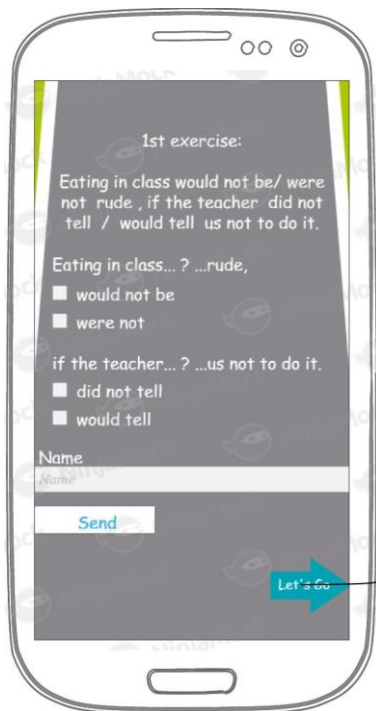 1st exercise:
Eating in class would not be/ were
not rude , if the teacher did not
tell / would tell us not to do it.
Eating in class... ? ...rude,
would not be
were not
if the teacher... ? ...us not to do it.
did not tell
would tell
Name
Name
Send
Let's Go